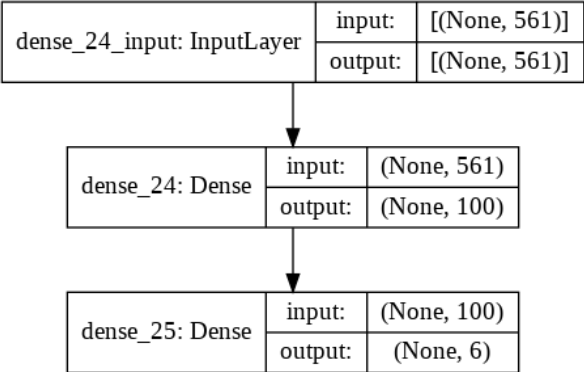 dense_24_input: InputLayer
input: [(None, 561)]
output: [(None, 561)]
dense_24: Dense
input: (None, 561)
output: (None, 100)
dense_25: Dense
input: (None, 100)
output: (None, 6)